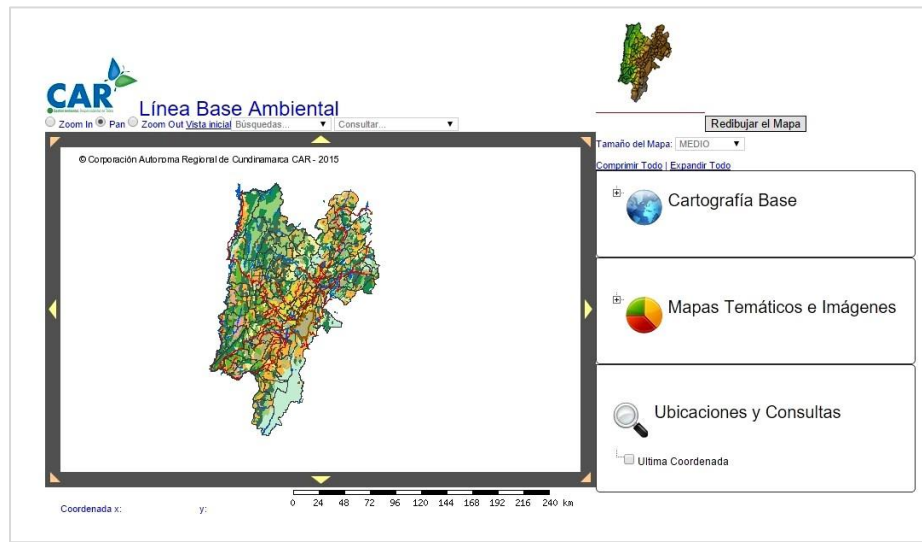 CAR
Línea Base Ambiental
Zoom In Pan Zoom Out Vista inicial Búsquedas... Consultar...
© Corporación Autonoma Regional de Cundinamarca CAR - 2015
Coordenada x: y:
0 24 48 72 96 120 144 168 192 216 240 km
Redibujar el Mapa
Tamaño del Mapa: MEDIO
Comprimir Todo | Expandir Todo
Cartografía Base
Mapas Temáticos e Imágenes
Ubicaciones y Consultas
Ultima Coordenada